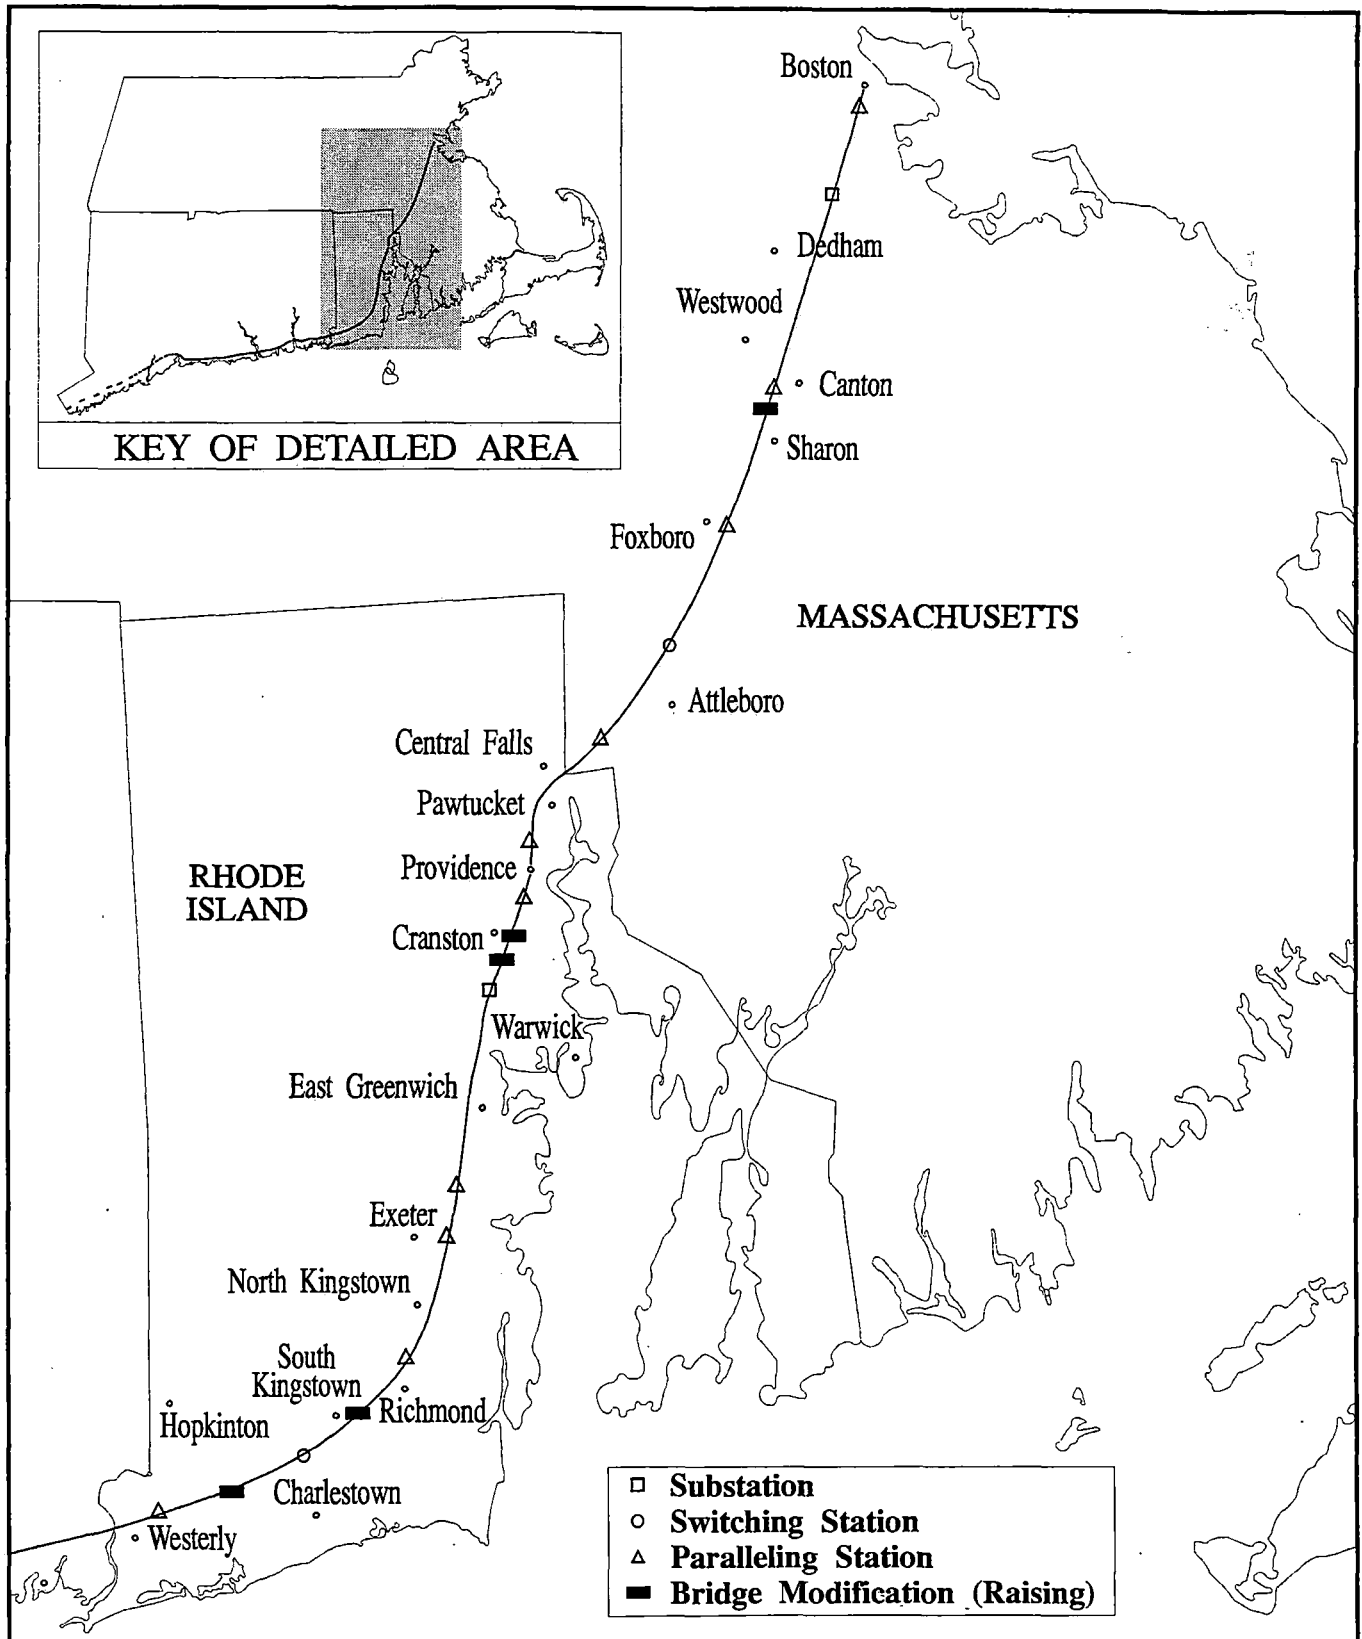 Boston
Dedham
Westwood
Canton
KEY OF DETAILED AREA
Sharon
Foxboro
MASSACHUSETTS
Attleboro
Central Falls
Pawtucket
Providence
RHODE
ISLAND
Cranston
Warwick
East Greenwich
Exeter
North Kingstown
South
Kingstown
Richmond
Hopkinton
Charlestown
Westerly
Substation
Switching Station
Paralleling Station
Bridge Modification (Raising)